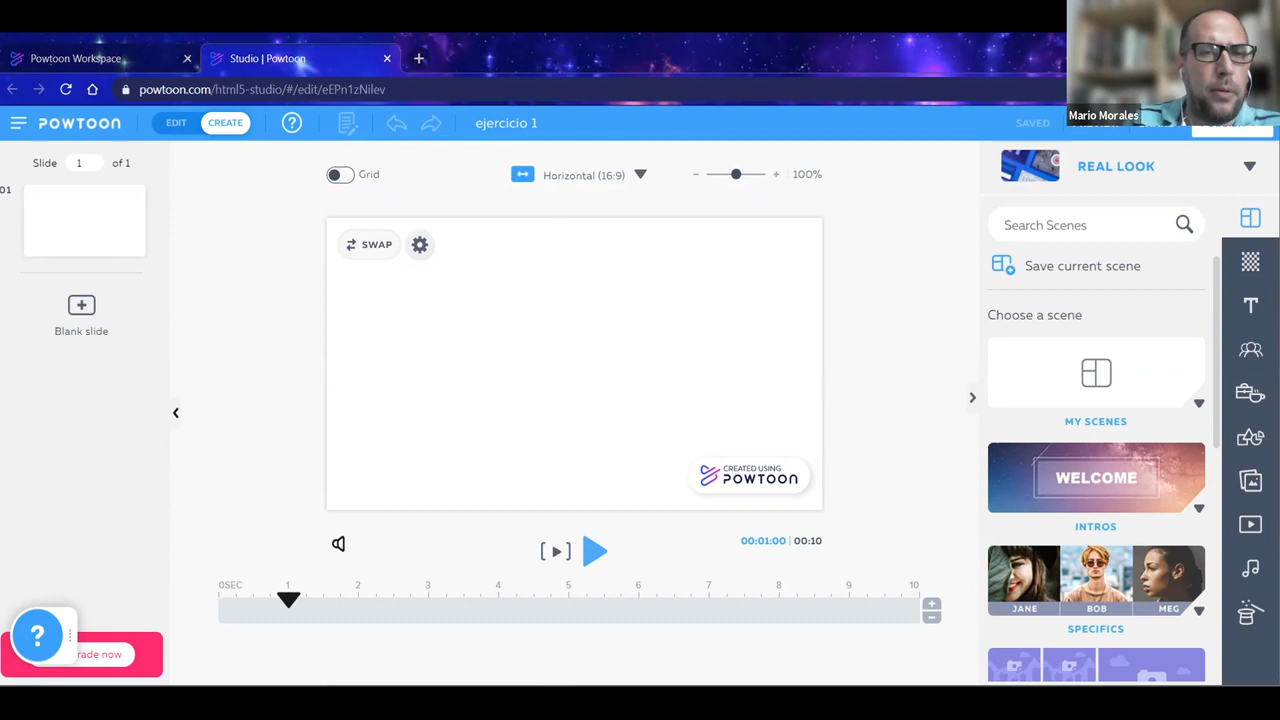 Powtoon Workspace
Studio | Powtoon
powtoon.com/html5-studio/#/edit/eEPn1zNilev
Mario Morales
POWTOON
EDIT
CREATE
?
ejercicio 1
SAVED
Slide 1 of 1
01
Blank slide
Grid
Horizontal (16:9)
100%
SWAP
CREATED USING
POWTOON
00:01:00 | 00:10
0SEC 1 2 3 4 5 6 7 8 9 10
?
rade now
REAL LOOK
Search Scenes
Save current scene
Choose a scene
MY SCENES
WELCOME
INTROS
JANE BOB MEG
SPECIFICS
T